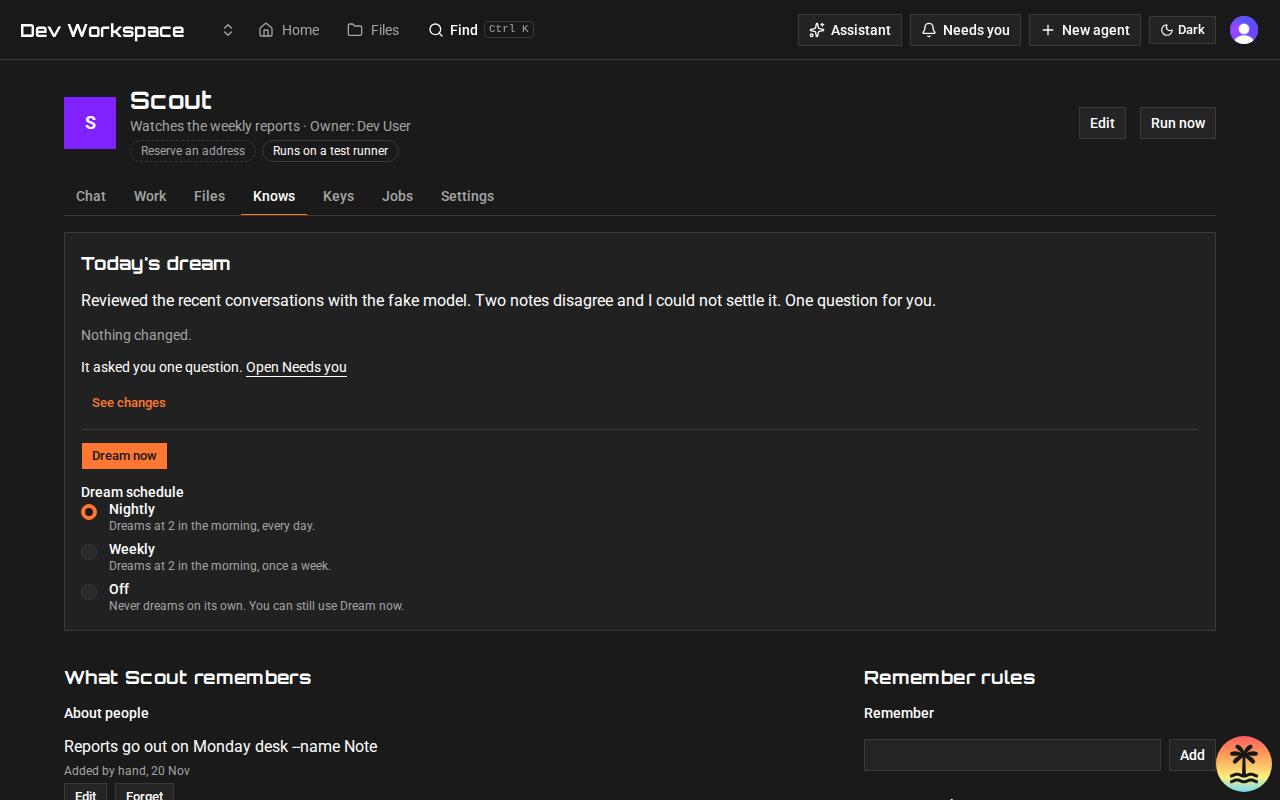 Dev Workspace
Home
Files
Find
Ctrl K
Assistant
Needs you
New agent
Dark
S
Scout
Watches the weekly reports · Owner: Dev User
Reserve an address
Runs on a test runner
Edit
Run now
Chat
Work
Files
Knows
Keys
Jobs
Settings
Today's dream
Reviewed the recent conversations with the fake model. Two notes disagree and I could not settle it. One question for you.
Nothing changed.
It asked you one question. Open Needs you
See changes
Dream now
Dream schedule
Nightly
Dreams at 2 in the morning, every day.
Weekly
Dreams at 2 in the morning, once a week.
Off
Never dreams on its own. You can still use Dream now.
What Scout remembers
About people
Reports go out on Monday desk --name Note
Added by hand, 20 Nov
Edit
Forget
Remember rules
Remember
Add